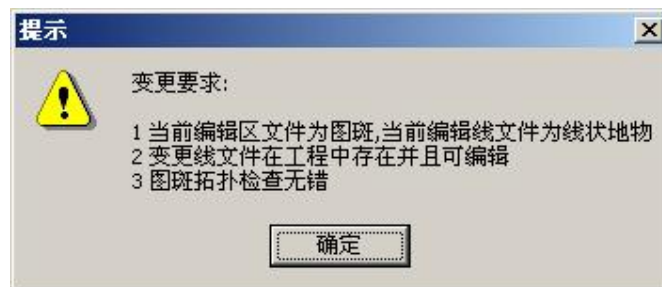 提示
变更要求:
1 当前编辑区文件为图斑,当前编辑线文件为线状地物
2 变更线文件在工程中存在并且可编辑
3 图斑拓扑检查无错
确定